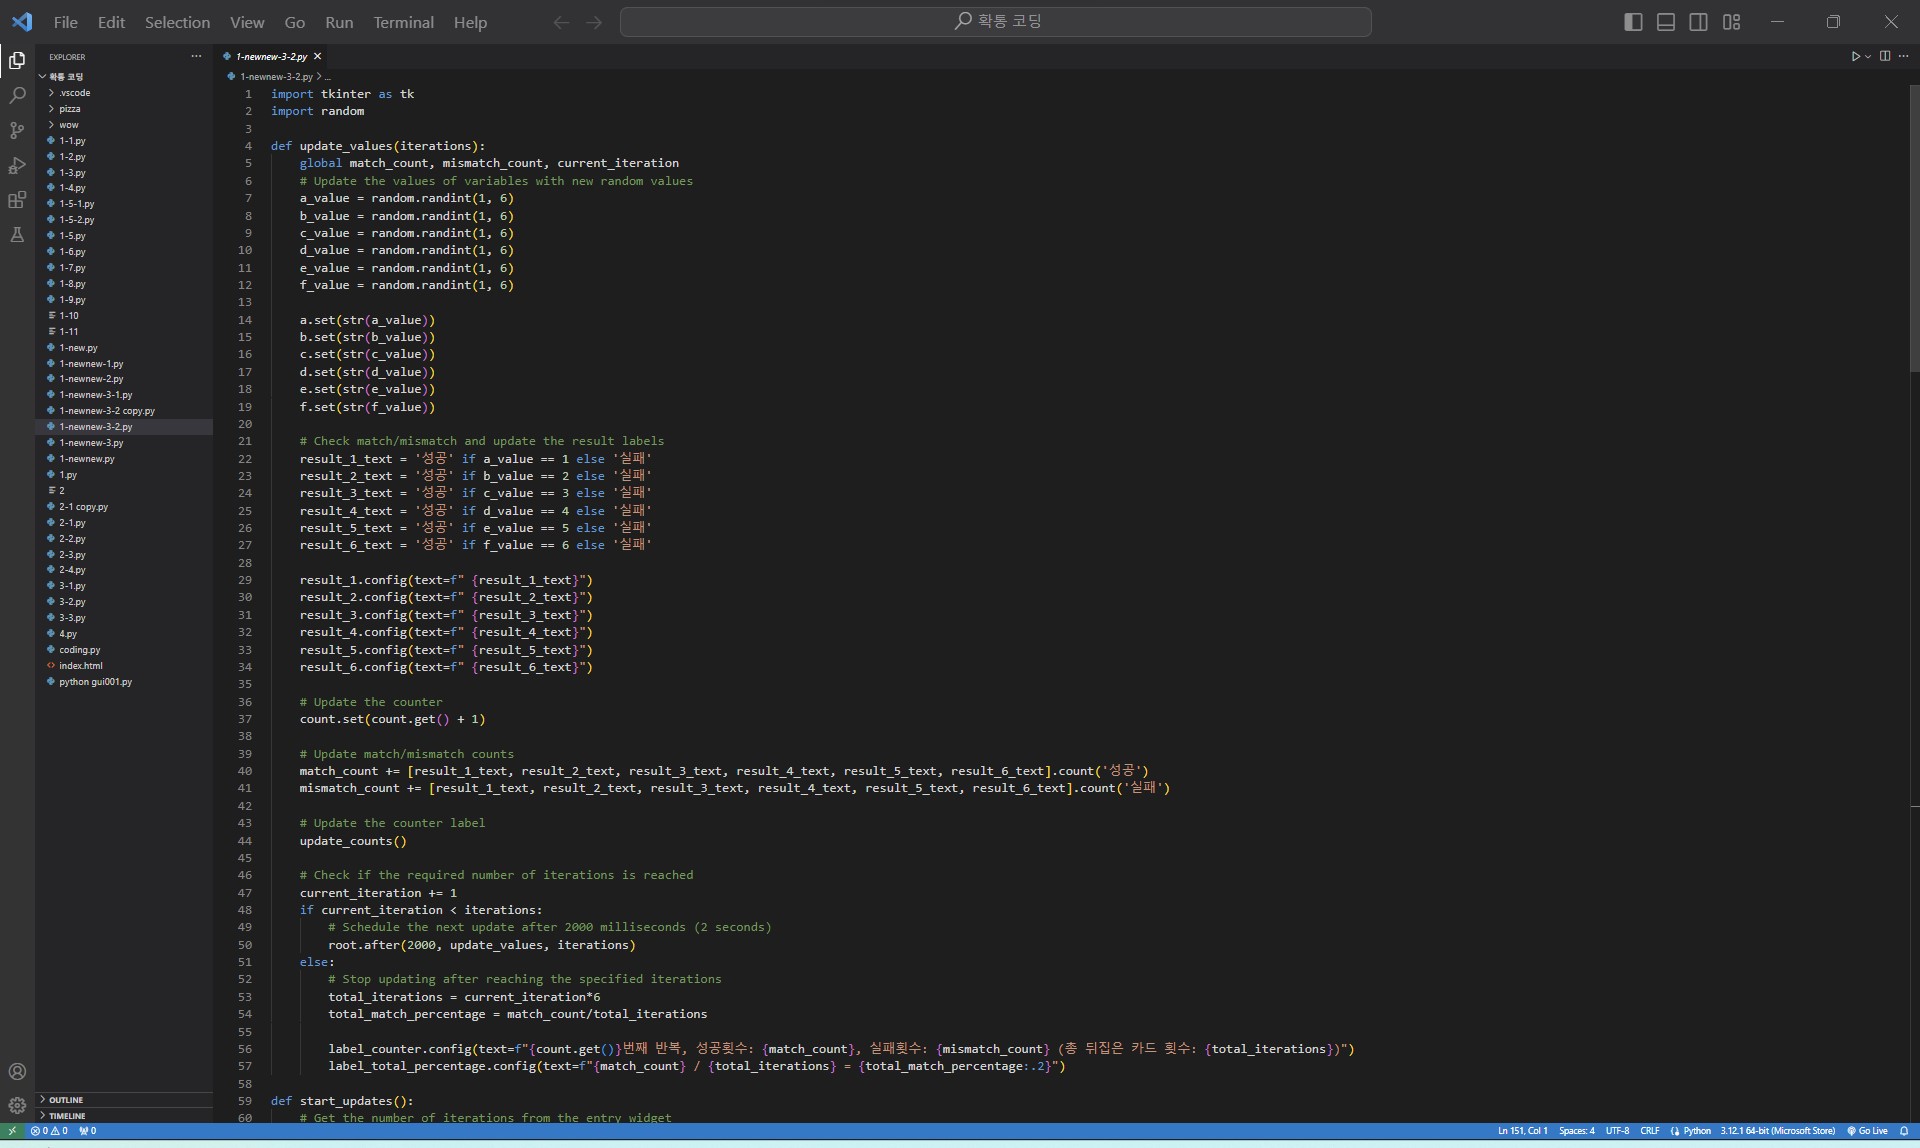 File Edit Selection View Go Run Terminal Help
확통 코딩
EXPLORER
확통 코딩
.vscode
pizza
wow
1-1.py
1-2.py
1-3.py
1-4.py
1-5-1.py
1-5-2.py
1-5.py
1-6.py
1-7.py
1-8.py
1-9.py
1-10
1-11
1-new.py
1-newnew-1.py
1-newnew-2.py
1-newnew-3-1.py
1-newnew-3-2 copy.py
1-newnew-3-2.py
1-newnew-3.py
1-newnew.py
1.py
2
2-1 copy.py
2-1.py
2-2.py
2-3.py
2-4.py
3-1.py
3-2.py
3-3.py
4.py
coding.py
index.html
python gui001.py
OUTLINE
TIMELINE
1-newnew-3-2.py
1-newnew-3-2.py > ...
1 import tkinter as tk
2 import random
3
4 def update_values(iterations):
5 global match_count, mismatch_count, current_iteration
6 # Update the values of variables with new random values
7 a_value = random.randint(1, 6)
8 b_value = random.randint(1, 6)
9 c_value = random.randint(1, 6)
10 d_value = random.randint(1, 6)
11 e_value = random.randint(1, 6)
12 f_value = random.randint(1, 6)
13
14 a.set(str(a_value))
15 b.set(str(b_value))
16 c.set(str(c_value))
17 d.set(str(d_value))
18 e.set(str(e_value))
19 f.set(str(f_value))
20
21 # Check match/mismatch and update the result labels
22 result_1_text = '성공' if a_value == 1 else '실패'
23 result_2_text = '성공' if b_value == 2 else '실패'
24 result_3_text = '성공' if c_value == 3 else '실패'
25 result_4_text = '성공' if d_value == 4 else '실패'
26 result_5_text = '성공' if e_value == 5 else '실패'
27 result_6_text = '성공' if f_value == 6 else '실패'
28
29 result_1.config(text=f" {result_1_text}")
30 result_2.config(text=f" {result_2_text}")
31 result_3.config(text=f" {result_3_text}")
32 result_4.config(text=f" {result_4_text}")
33 result_5.config(text=f" {result_5_text}")
34 result_6.config(text=f" {result_6_text}")
35
36 # Update the counter
37 count.set(count.get() + 1)
38
39 # Update match/mismatch counts
40 match_count += [result_1_text, result_2_text, result_3_text, result_4_text, result_5_text, result_6_text].count('성공')
41 mismatch_count += [result_1_text, result_2_text, result_3_text, result_4_text, result_5_text, result_6_text].count('실패')
42
43 # Update the counter label
44 update_counts()
45
46 # Check if the required number of iterations is reached
47 current_iteration += 1
48 if current_iteration < iterations:
49 # Schedule the next update after 2000 milliseconds (2 seconds)
50 root.after(2000, update_values, iterations)
51 else:
52 # Stop updating after reaching the specified iterations
53 total_iterations = current_iteration*6
54 total_match_percentage = match_count/total_iterations
55
56 label_counter.config(text=f"{count.get()}번째 반복, 성공횟수: {match_count}, 실패횟수: {mismatch_count} (총 뒤집은 카드 횟수: {total_iterations})")
57 label_total_percentage.config(text=f"{match_count} / {total_iterations} = {total_match_percentage:.2}")
58
59 def start_updates():
60 # Get the number of iterations from the entry widget
0 0 0 Ln 151, Col 1 Spaces: 4 UTF-8 CRLF Python 3.12.1 64-bit (Microsoft Store) Go Live